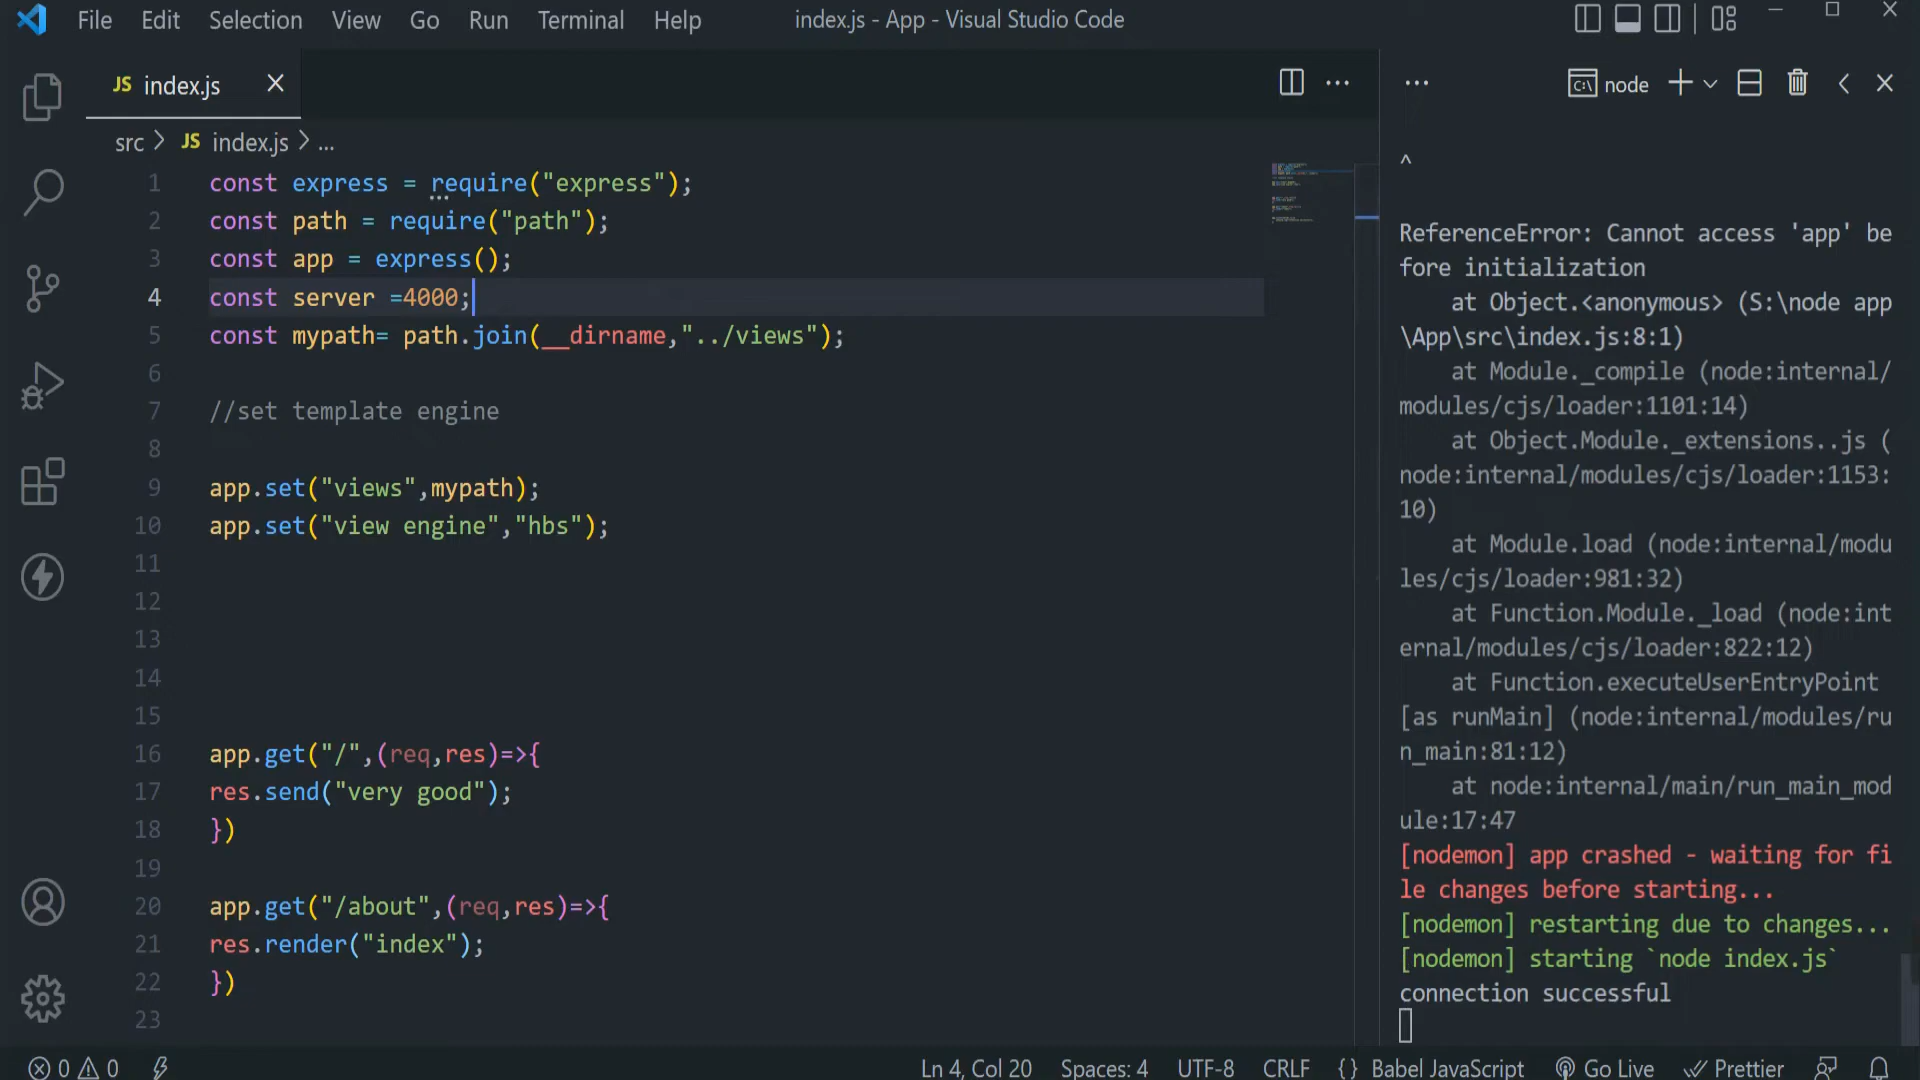 File Edit Selection View Go Run Terminal Help index.js - App - Visual Studio Code
JS index.js
src > JS index.js > ...
1 const express = require("express");
2 const path = require("path");
3 const app = express();
4 const server =4000;
5 const mypath= path.join(__dirname,"../views");
6
7 //set template engine
8
9 app.set("views",mypath);
10 app.set("view engine","hbs");
11
12
13
14
15
16 app.get("/",(req,res)=>{
17 res.send("very good");
18 })
19
20 app.get("/about",(req,res)=>{
21 res.render("index");
22 })
23
node
^
ReferenceError: Cannot access 'app' be
fore initialization
at Object.<anonymous> (S:\node app
\App\src\index.js:8:1)
at Module._compile (node:internal/
modules/cjs/loader:1101:14)
at Object.Module._extensions..js (
node:internal/modules/cjs/loader:1153:
10)
at Module.load (node:internal/modu
les/cjs/loader:981:32)
at Function.Module._load (node:int
ernal/modules/cjs/loader:822:12)
at Function.executeUserEntryPoint
[as runMain] (node:internal/modules/ru
n_main:81:12)
at node:internal/main/run_main_mod
ule:17:47
[nodemon] app crashed - waiting for fi
le changes before starting...
[nodemon] restarting due to changes...
[nodemon] starting `node index.js`
connection successful
0 0 Ln 4, Col 20 Spaces: 4 UTF-8 CRLF {} Babel JavaScript Go Live Prettier